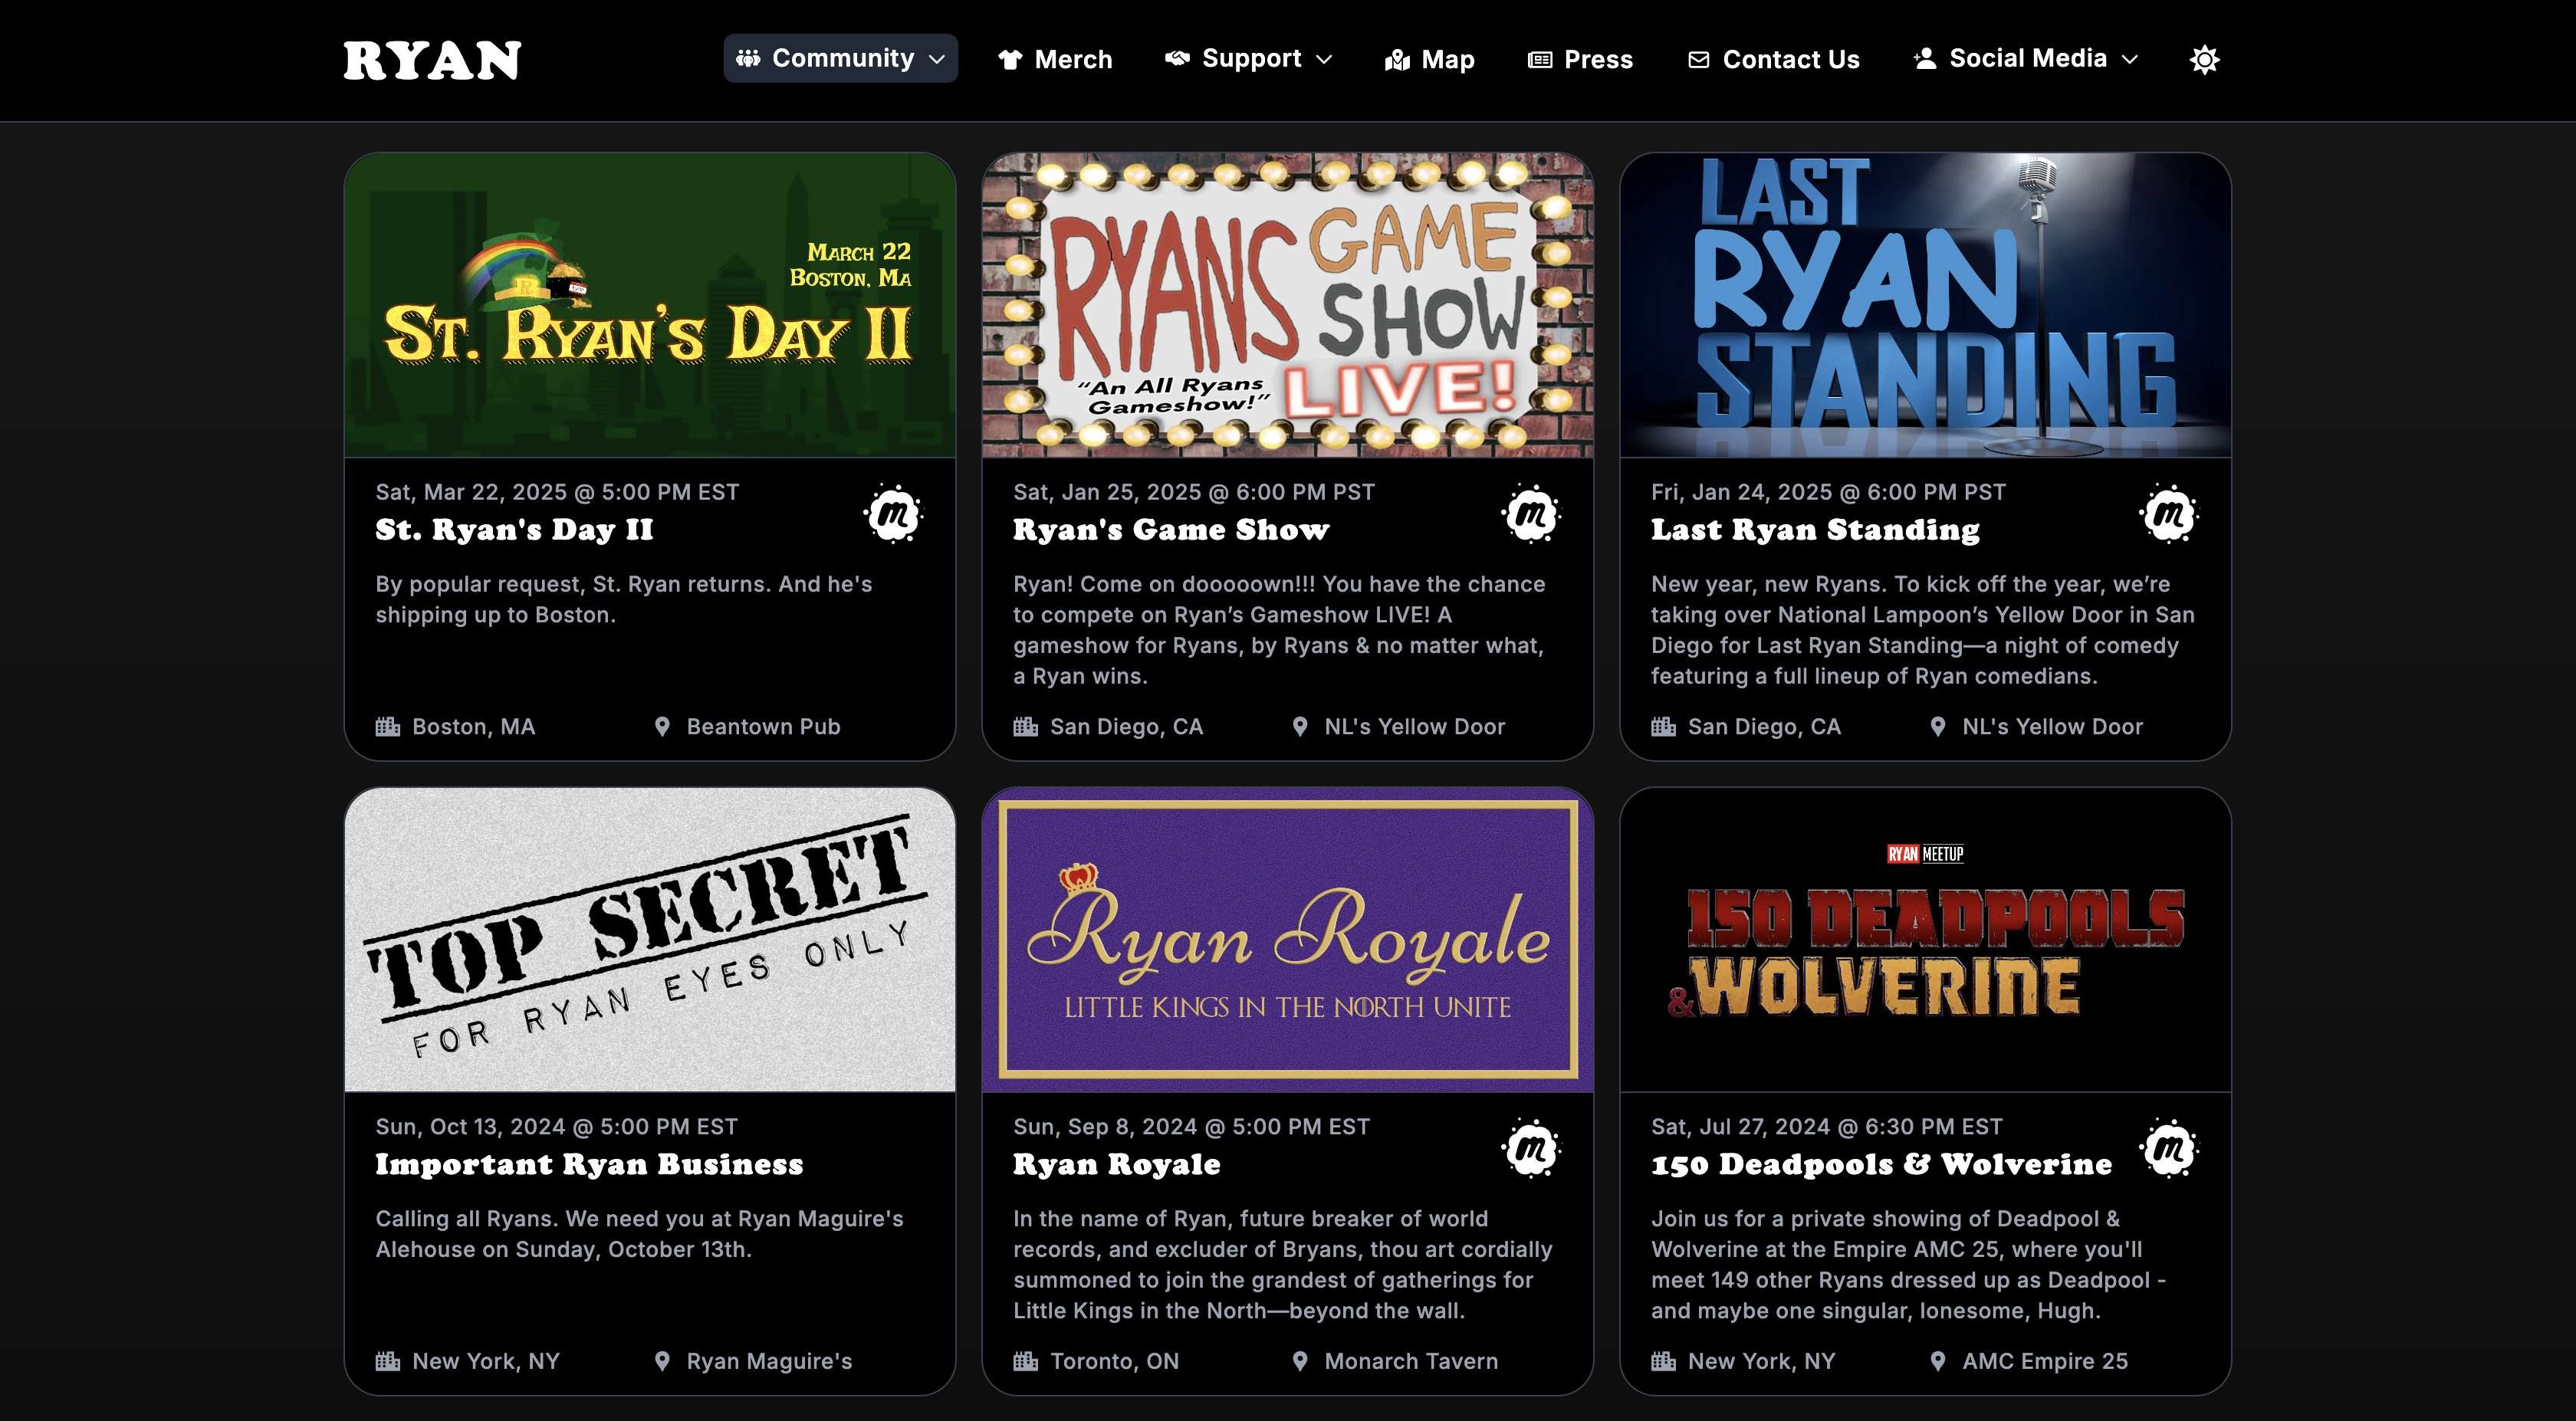 RYAN
Community
Merch
Support
Map
Press
Contact Us
Social Media
MARCH 22
BOSTON, MA
ST. RYAN'S DAY II
Sat, Mar 22, 2025 @ 5:00 PM EST
St. Ryan's Day II
By popular request, St. Ryan returns. And he's
shipping up to Boston.
Boston, MA
Beantown Pub
RYANS GAME
SHOW
"An All Ryans
Gameshow!"
LIVE!
Sat, Jan 25, 2025 @ 6:00 PM PST
Ryan's Game Show
Ryan! Come on dooooown!!! You have the chance
to compete on Ryan’s Gameshow LIVE! A
gameshow for Ryans, by Ryans & no matter what,
a Ryan wins.
San Diego, CA
NL's Yellow Door
LAST
RYAN
STANDING
Fri, Jan 24, 2025 @ 6:00 PM PST
Last Ryan Standing
New year, new Ryans. To kick off the year, we’re
taking over National Lampoon’s Yellow Door in San
Diego for Last Ryan Standing—a night of comedy
featuring a full lineup of Ryan comedians.
San Diego, CA
NL's Yellow Door
TOP SECRET
FOR RYAN EYES ONLY
Sun, Oct 13, 2024 @ 5:00 PM EST
Important Ryan Business
Calling all Ryans. We need you at Ryan Maguire's
Alehouse on Sunday, October 13th.
New York, NY
Ryan Maguire's
Ryan Royale
LITTLE KINGS IN THE NORTH UNITE
Sun, Sep 8, 2024 @ 5:00 PM EST
Ryan Royale
In the name of Ryan, future breaker of world
records, and excluder of Bryans, thou art cordially
summoned to join the grandest of gatherings for
Little Kings in the North—beyond the wall.
Toronto, ON
Monarch Tavern
RYAN MEETUP
150 DEADPOOLS
&WOLVERINE
Sat, Jul 27, 2024 @ 6:30 PM EST
150 Deadpools & Wolverine
Join us for a private showing of Deadpool &
Wolverine at the Empire AMC 25, where you'll
meet 149 other Ryans dressed up as Deadpool -
and maybe one singular, lonesome, Hugh.
New York, NY
AMC Empire 25